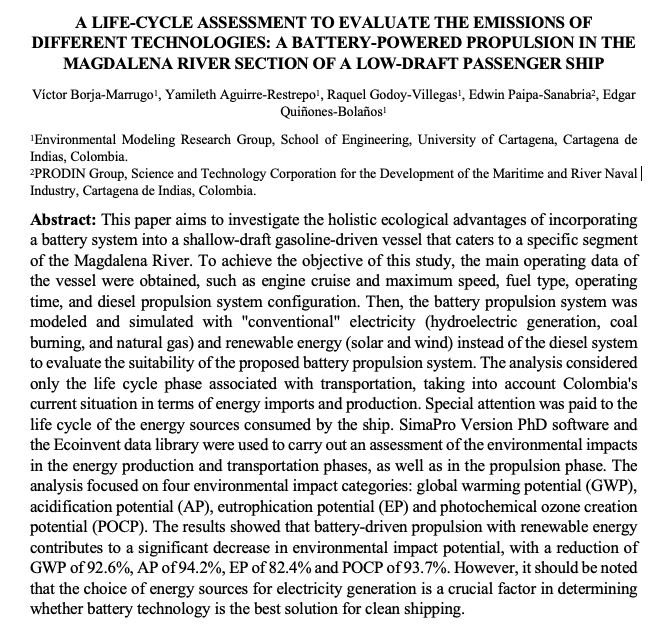 A LIFE-CYCLE ASSESSMENT TO EVALUATE THE EMISSIONS OF
DIFFERENT TECHNOLOGIES: A BATTERY-POWERED PROPULSION IN THE
MAGDALENA RIVER SECTION OF A LOW-DRAFT PASSENGER SHIP
Víctor Borja-Marrugo¹, Yamileth Aguirre-Restrepo¹, Raquel Godoy-Villegas¹, Edwin Paipa-Sanabria², Edgar
Quiñones-Bolaños¹
¹Environmental Modeling Research Group, School of Engineering, University of Cartagena, Cartagena de
Indias, Colombia.
²PRODIN Group, Science and Technology Corporation for the Development of the Maritime and River Naval
Industry, Cartagena de Indias, Colombia.
Abstract: This paper aims to investigate the holistic ecological advantages of incorporating
a battery system into a shallow-draft gasoline-driven vessel that caters to a specific segment
of the Magdalena River. To achieve the objective of this study, the main operating data of
the vessel were obtained, such as engine cruise and maximum speed, fuel type, operating
time, and diesel propulsion system configuration. Then, the battery propulsion system was
modeled and simulated with "conventional" electricity (hydroelectric generation, coal
burning, and natural gas) and renewable energy (solar and wind) instead of the diesel system
to evaluate the suitability of the proposed battery propulsion system. The analysis considered
only the life cycle phase associated with transportation, taking into account Colombia's
current situation in terms of energy imports and production. Special attention was paid to the
life cycle of the energy sources consumed by the ship. SimaPro Version PhD software and
the Ecoinvent data library were used to carry out an assessment of the environmental impacts
in the energy production and transportation phases, as well as in the propulsion phase. The
analysis focused on four environmental impact categories: global warming potential (GWP),
acidification potential (AP), eutrophication potential (EP) and photochemical ozone creation
potential (POCP). The results showed that battery-driven propulsion with renewable energy
contributes to a significant decrease in environmental impact potential, with a reduction of
GWP of 92.6%, AP of 94.2%, EP of 82.4% and POCP of 93.7%. However, it should be noted
that the choice of energy sources for electricity generation is a crucial factor in determining
whether battery technology is the best solution for clean shipping.